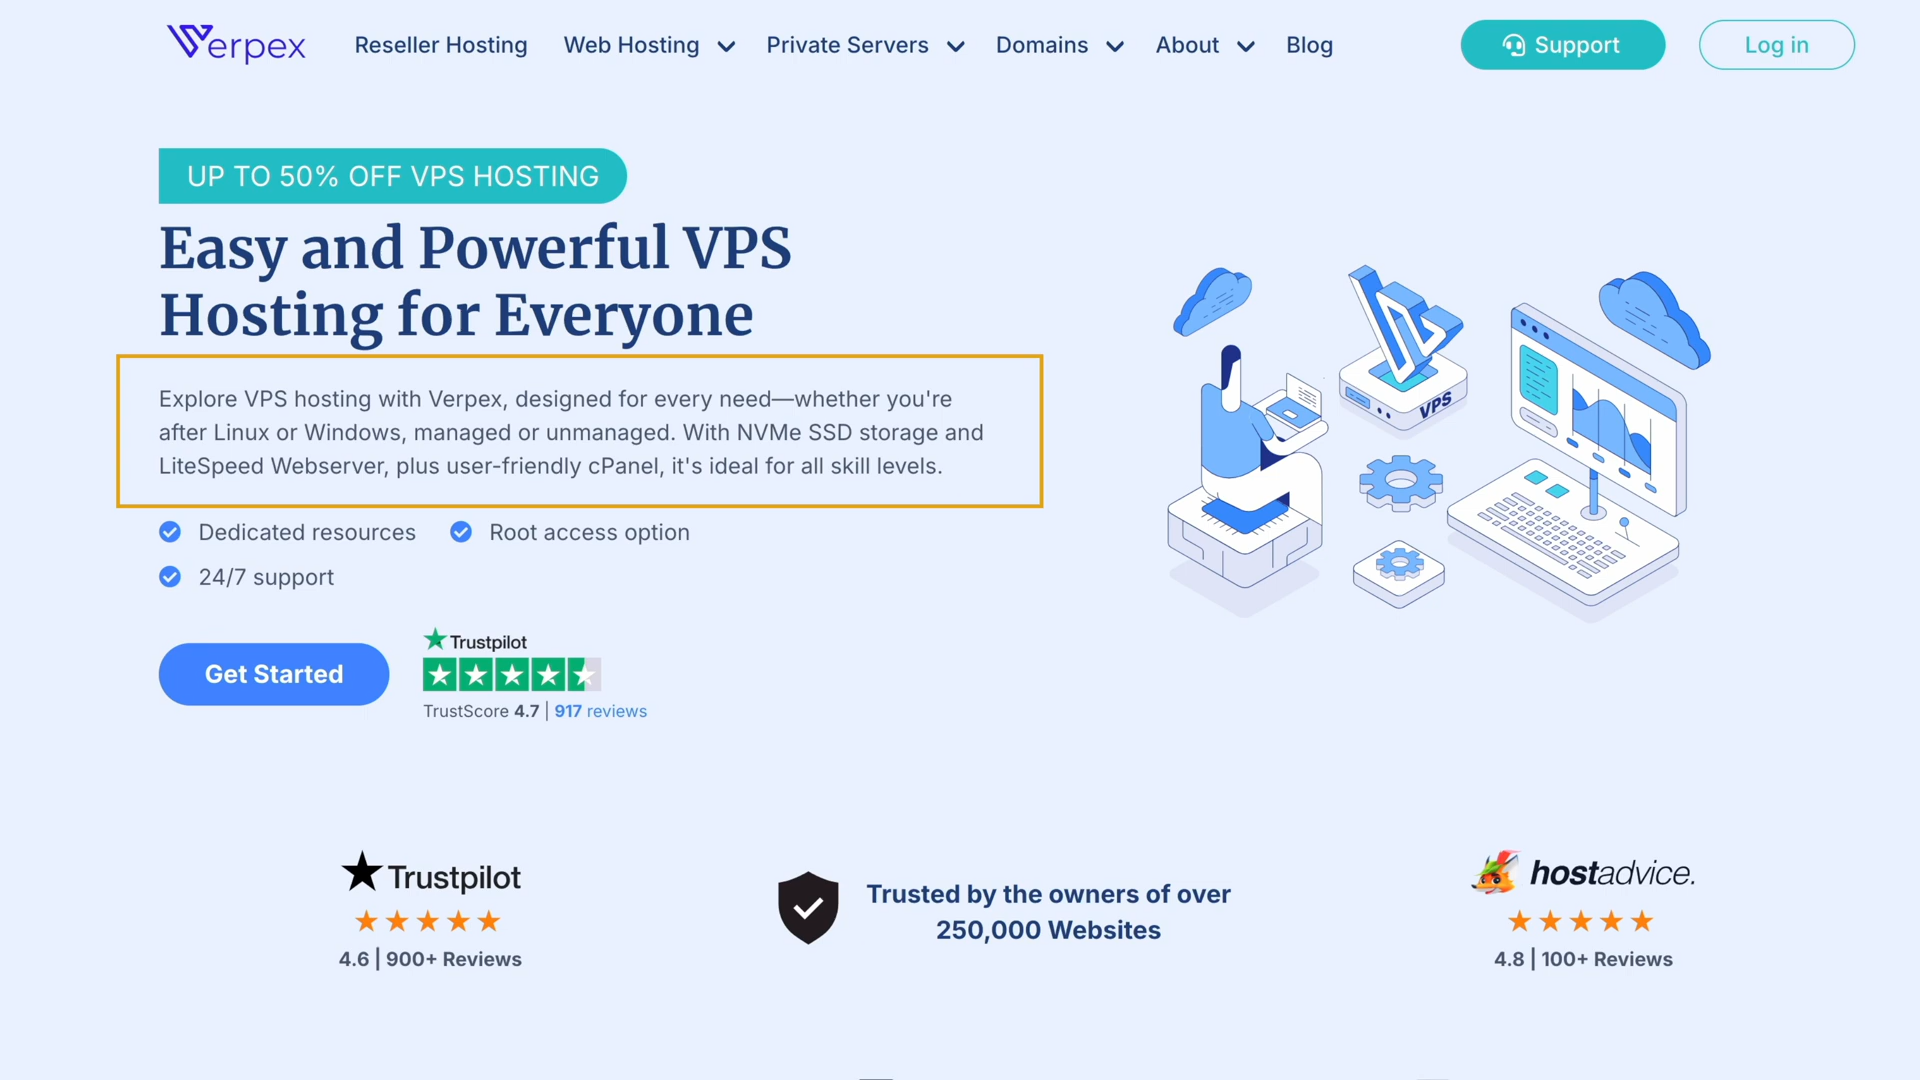 Verpex
Reseller Hosting
Web Hosting
Private Servers
Domains
About
Blog
Support
Log in
UP TO 50% OFF VPS HOSTING
Easy and Powerful VPS
Hosting for Everyone
Explore VPS hosting with Verpex, designed for every need—whether you're
after Linux or Windows, managed or unmanaged. With NVMe SSD storage and
LiteSpeed Webserver, plus user-friendly cPanel, it's ideal for all skill levels.
Dedicated resources
Root access option
24/7 support
VPS
Get Started
Trustpilot
TrustScore 4.7 | 917 reviews
Trustpilot
4.6 | 900+ Reviews
Trusted by the owners of over
250,000 Websites
hostadvice.
4.8 | 100+ Reviews